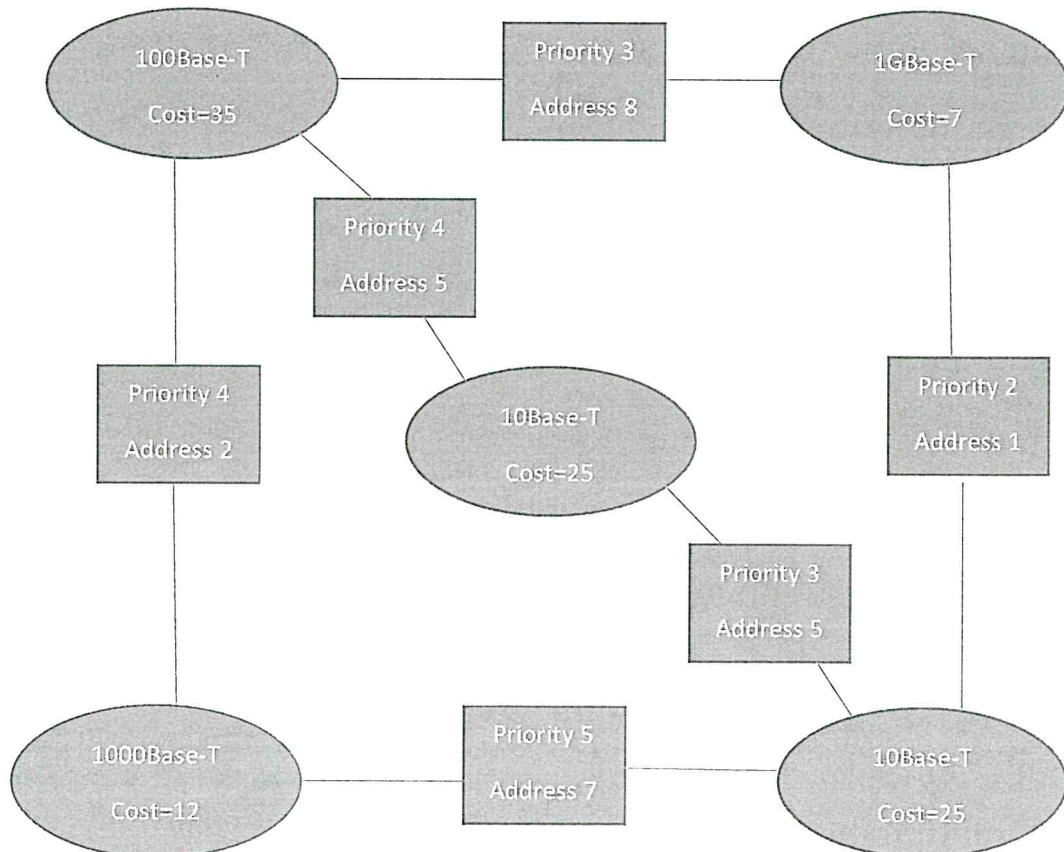 100Base-T
Cost=35
Priority 3
Address 8
1GBase-T
Cost=7
Priority 4
Address 5
Priority 4
Address 2
10Base-T
Cost=25
Priority 2
Address 1
Priority 3
Address 5
1000Base-T
Cost=12
Priority 5
Address 7
10Base-T
Cost=25